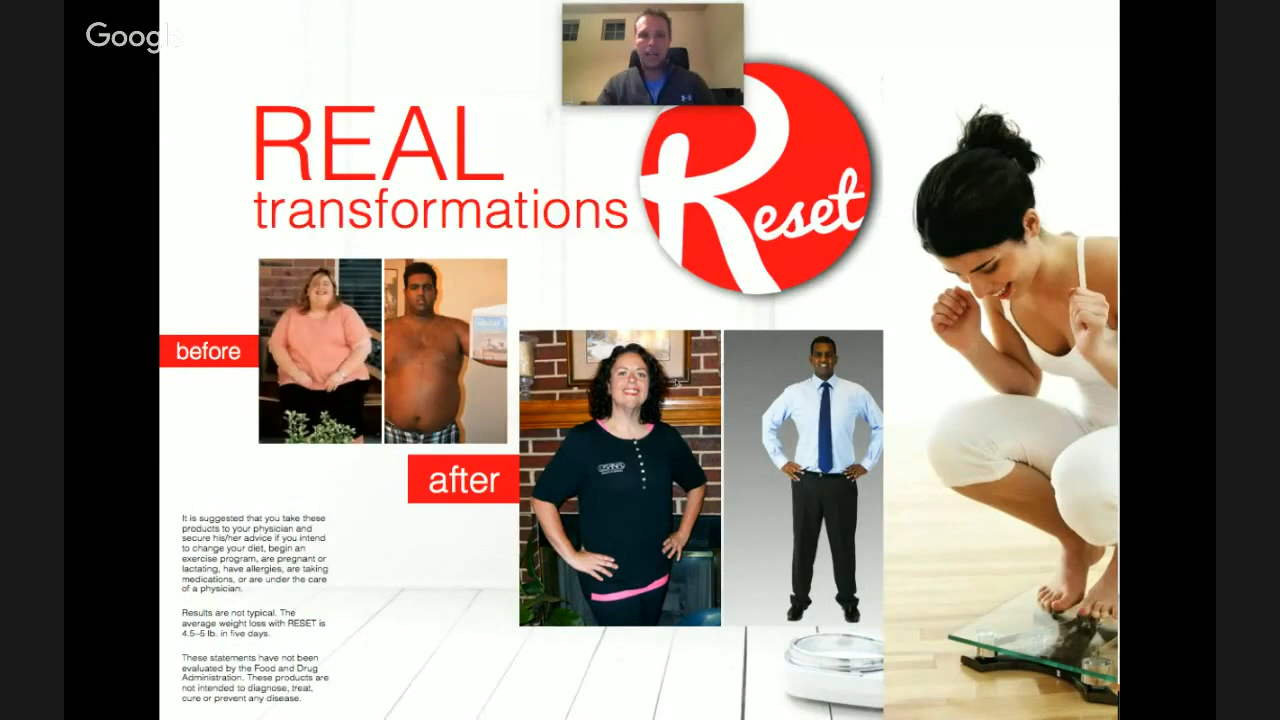 Google
REAL
transformations
Reset
before
after
It is suggested that you take these
products to your physician and
secure his/her advice if you intend
to change your diet, begin an
exercise program, are pregnant or
lactating, have allergies, are taking
medications, or are under the care
of a physician.
Results are not typical. The
average weight loss with RESET is
4.5–5 lb. in five days.
These statements have not been
evaluated by the Food and Drug
Administration. These products are
not intended to diagnose, treat,
cure or prevent any disease.